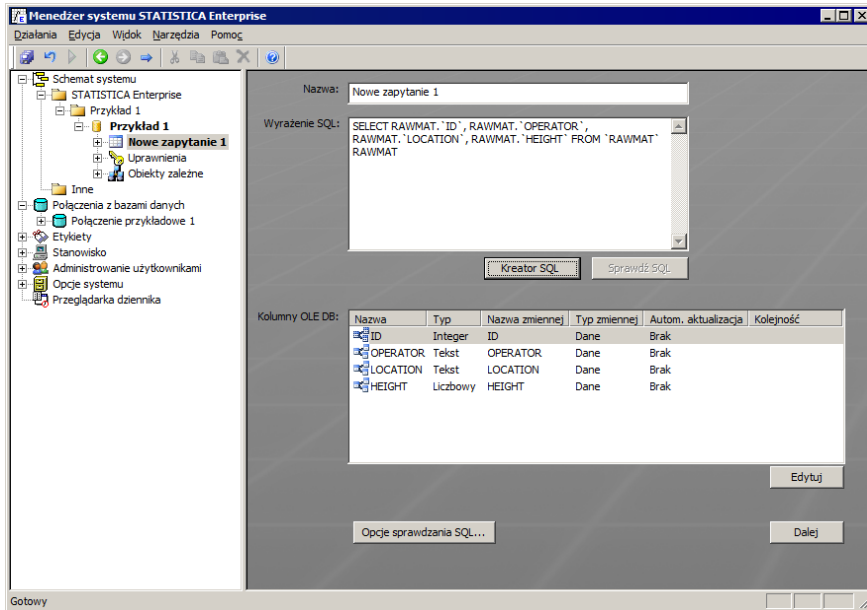 Menedżer systemu STATISTICA Enterprise
Działania Edycja Widok Narzędzia Pomoc
Schemat systemu
STATISTICA Enterprise
Przykład 1
Przykład 1
Nowe zapytanie 1
Uprawnienia
Obiekty zależne
Inne
Połączenia z bazami danych
Połączenie przykładowe 1
Etykiety
Stanowisko
Administrowanie użytkownikami
Opcje systemu
Przeglądarka dziennika
Nazwa: Nowe zapytanie 1
Wyrażenie SQL: SELECT RAWMAT.`ID`, RAWMAT.`OPERATOR`,
RAWMAT.`LOCATION`, RAWMAT.`HEIGHT` FROM `RAWMAT`
RAWMAT
Kreator SQL Sprawdź SQL
Kolumny OLE DB: Nazwa Typ Nazwa zmiennej Typ zmiennej Autom. aktualizacja Kolejność
ID Integer ID Dane Brak
OPERATOR Tekst OPERATOR Dane Brak
LOCATION Tekst LOCATION Dane Brak
HEIGHT Liczbowy HEIGHT Dane Brak
Edytuj
Opcje sprawdzania SQL... Dalej
Gotowy